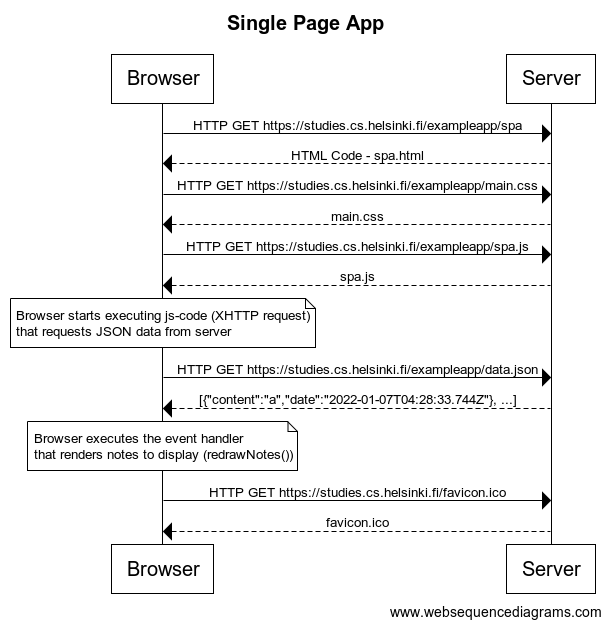 Single Page App
Browser
Server
HTTP GET https://studies.cs.helsinki.fi/exampleapp/spa
HTML Code - spa.html
HTTP GET https://studies.cs.helsinki.fi/exampleapp/main.css
main.css
HTTP GET https://studies.cs.helsinki.fi/exampleapp/spa.js
spa.js
Browser starts executing js-code (XHTTP request)
that requests JSON data from server
HTTP GET https://studies.cs.helsinki.fi/exampleapp/data.json
[{"content":"a","date":"2022-01-07T04:28:33.744Z"}, ...]
Browser executes the event handler
that renders notes to display (redrawNotes())
HTTP GET https://studies.cs.helsinki.fi/favicon.ico
favicon.ico
Browser
Server
www.websequencediagrams.com